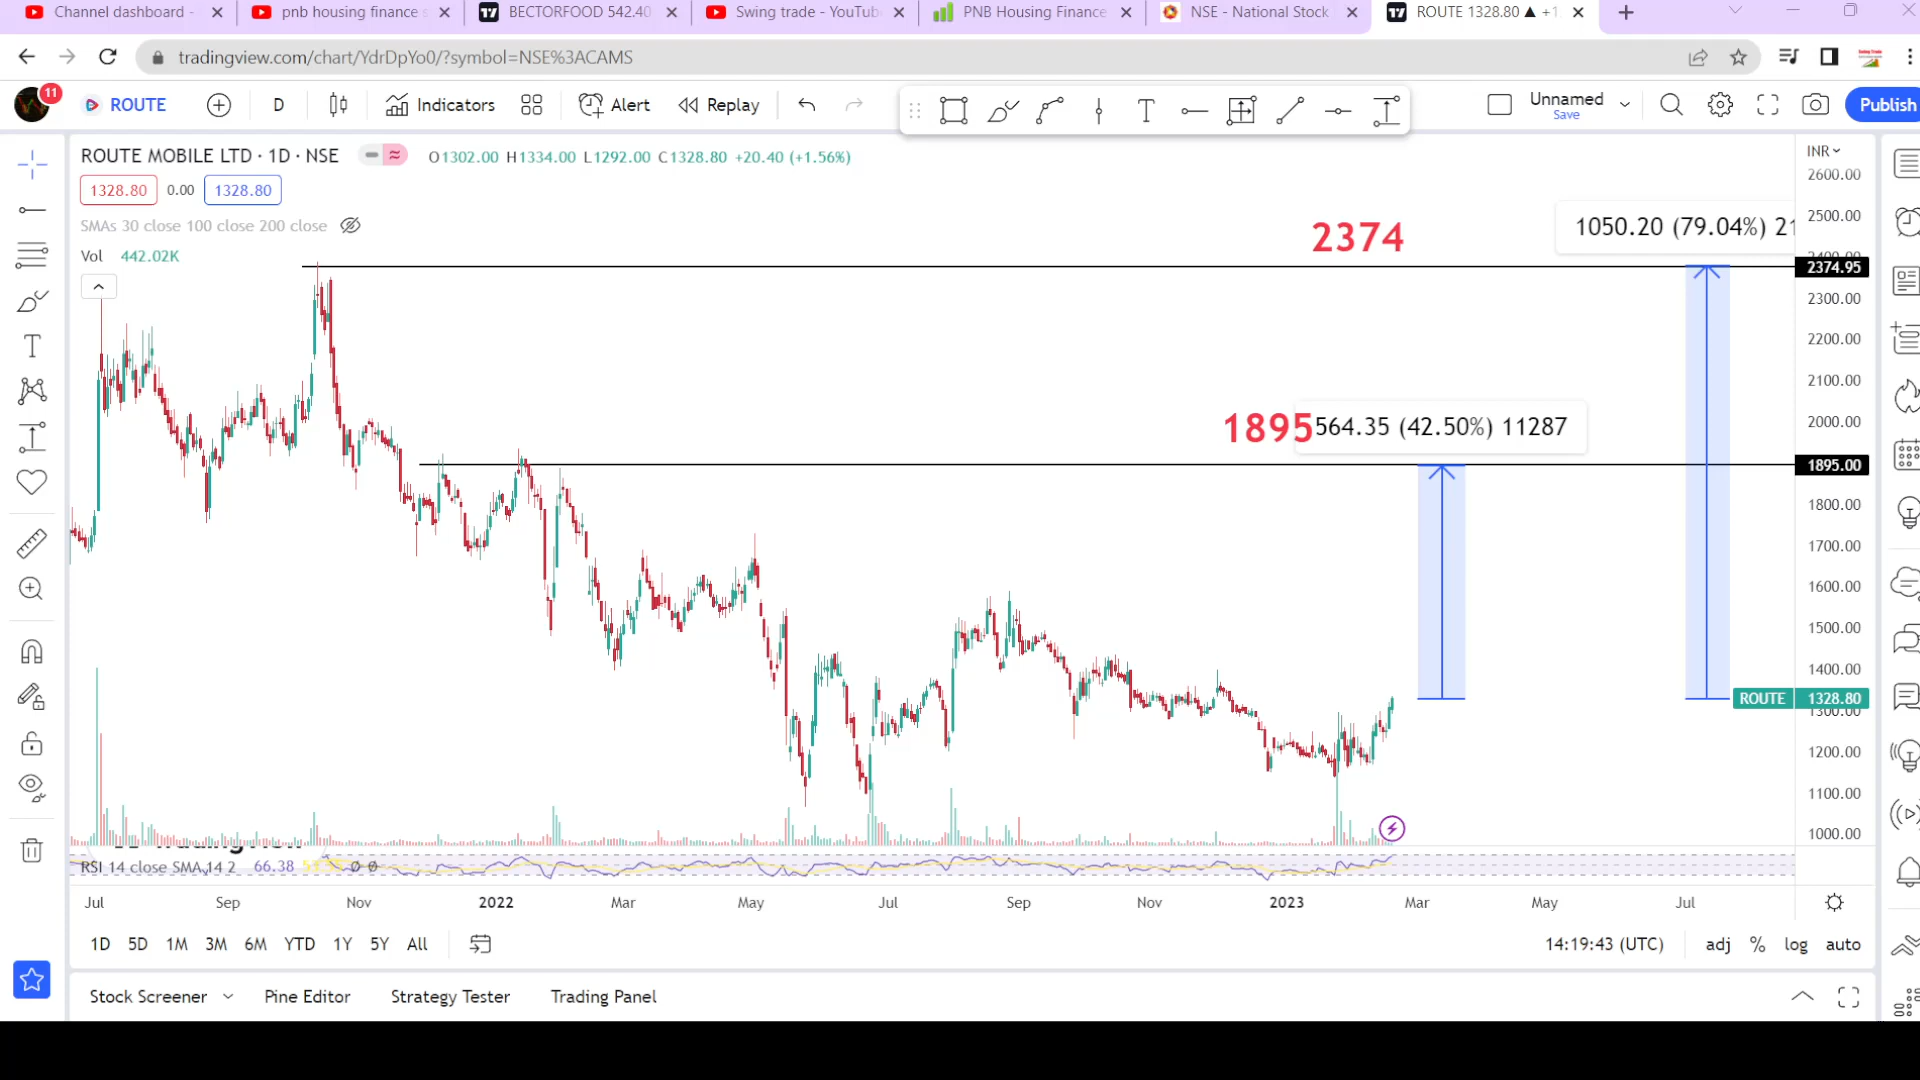 Channel dashboard -
pnb housing finance s
BECTORFOOD 542.40
Swing trade - YouTub
PNB Housing Finance
NSE - National Stock
ROUTE 1328.80 ▲ +1.
tradingview.com/chart/YdrDpYo0/?symbol=NSE%3ACAMS
11
ROUTE
D
Indicators
Alert
Replay
Unnamed
Save
Publish
ROUTE MOBILE LTD · 1D · NSE
O1302.00 H1334.00 L1292.00 C1328.80 +20.40 (+1.56%)
INR
1328.80 0.00 1328.80
SMAs 30 close 100 close 200 close
Vol 442.02K
2374
1050.20 (79.04%) 21
1895
564.35 (42.50%) 11287
2600.00
2500.00
2400.00
2374.95
2300.00
2200.00
2100.00
2000.00
1895.00
1800.00
1700.00
1600.00
1500.00
1400.00
ROUTE 1328.80
1300.00
1200.00
1100.00
1000.00
RSI 14 close SMA 14 2 66.38 Ø Ø
Jul Sep Nov 2022 Mar May Jul Sep Nov 2023 Mar May Jul
1D 5D 1M 3M 6M YTD 1Y 5Y All
14:19:43 (UTC) adj % log auto
Stock Screener Pine Editor Strategy Tester Trading Panel